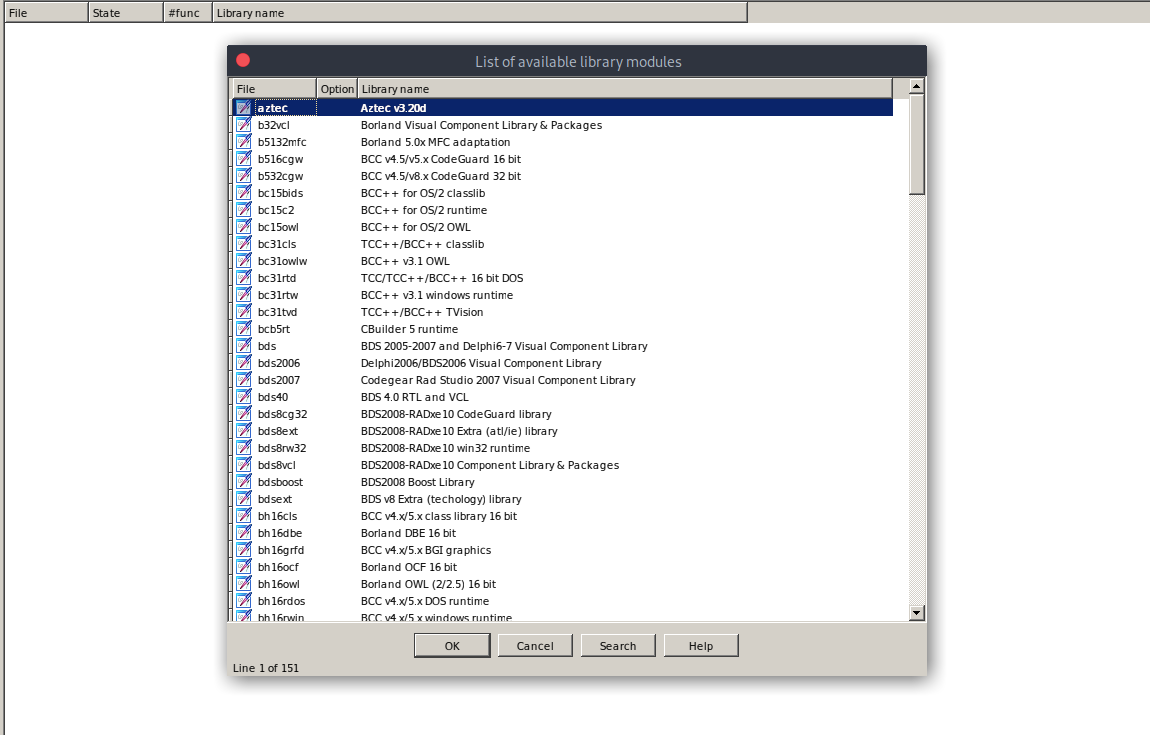 File State #func Library name
List of available library modules
File Option Library name
aztec Aztec v3.20d
b32vcl Borland Visual Component Library & Packages
b5132mfc Borland 5.0x MFC adaptation
b516cgw BCC v4.5/v5.x CodeGuard 16 bit
b532cgw BCC v4.5/v8.x CodeGuard 32 bit
bc15bids BCC++ for OS/2 classlib
bc15c2 BCC++ for OS/2 runtime
bc15owl BCC++ for OS/2 OWL
bc31cls TCC++/BCC++ classlib
bc31owlw BCC++ v3.1 OWL
bc31rtd TCC/TCC++/BCC++ 16 bit DOS
bc31rtw BCC++ v3.1 windows runtime
bc31tvd TCC++/BCC++ TVision
bcb5rt CBuilder 5 runtime
bds BDS 2005-2007 and Delphi6-7 Visual Component Library
bds2006 Delphi2006/BDS2006 Visual Component Library
bds2007 Codegear Rad Studio 2007 Visual Component Library
bds40 BDS 4.0 RTL and VCL
bds8cg32 BDS2008-RADxe10 CodeGuard library
bds8ext BDS2008-RADxe10 Extra (atl/ie) library
bds8rw32 BDS2008-RADxe10 win32 runtime
bds8vcl BDS2008-RADxe10 Component Library & Packages
bdsboost BDS2008 Boost Library
bdsext BDS v8 Extra (techology) library
bh16cls BCC v4.x/5.x class library 16 bit
bh16dbe Borland DBE 16 bit
bh16grfd BCC v4.x/5.x BGI graphics
bh16ocf Borland OCF 16 bit
bh16owl Borland OWL (2/2.5) 16 bit
bh16rdos BCC v4.x/5.x DOS runtime
bh16rwin BCC v4.x/5.x windows runtime
OK Cancel Search Help
Line 1 of 151